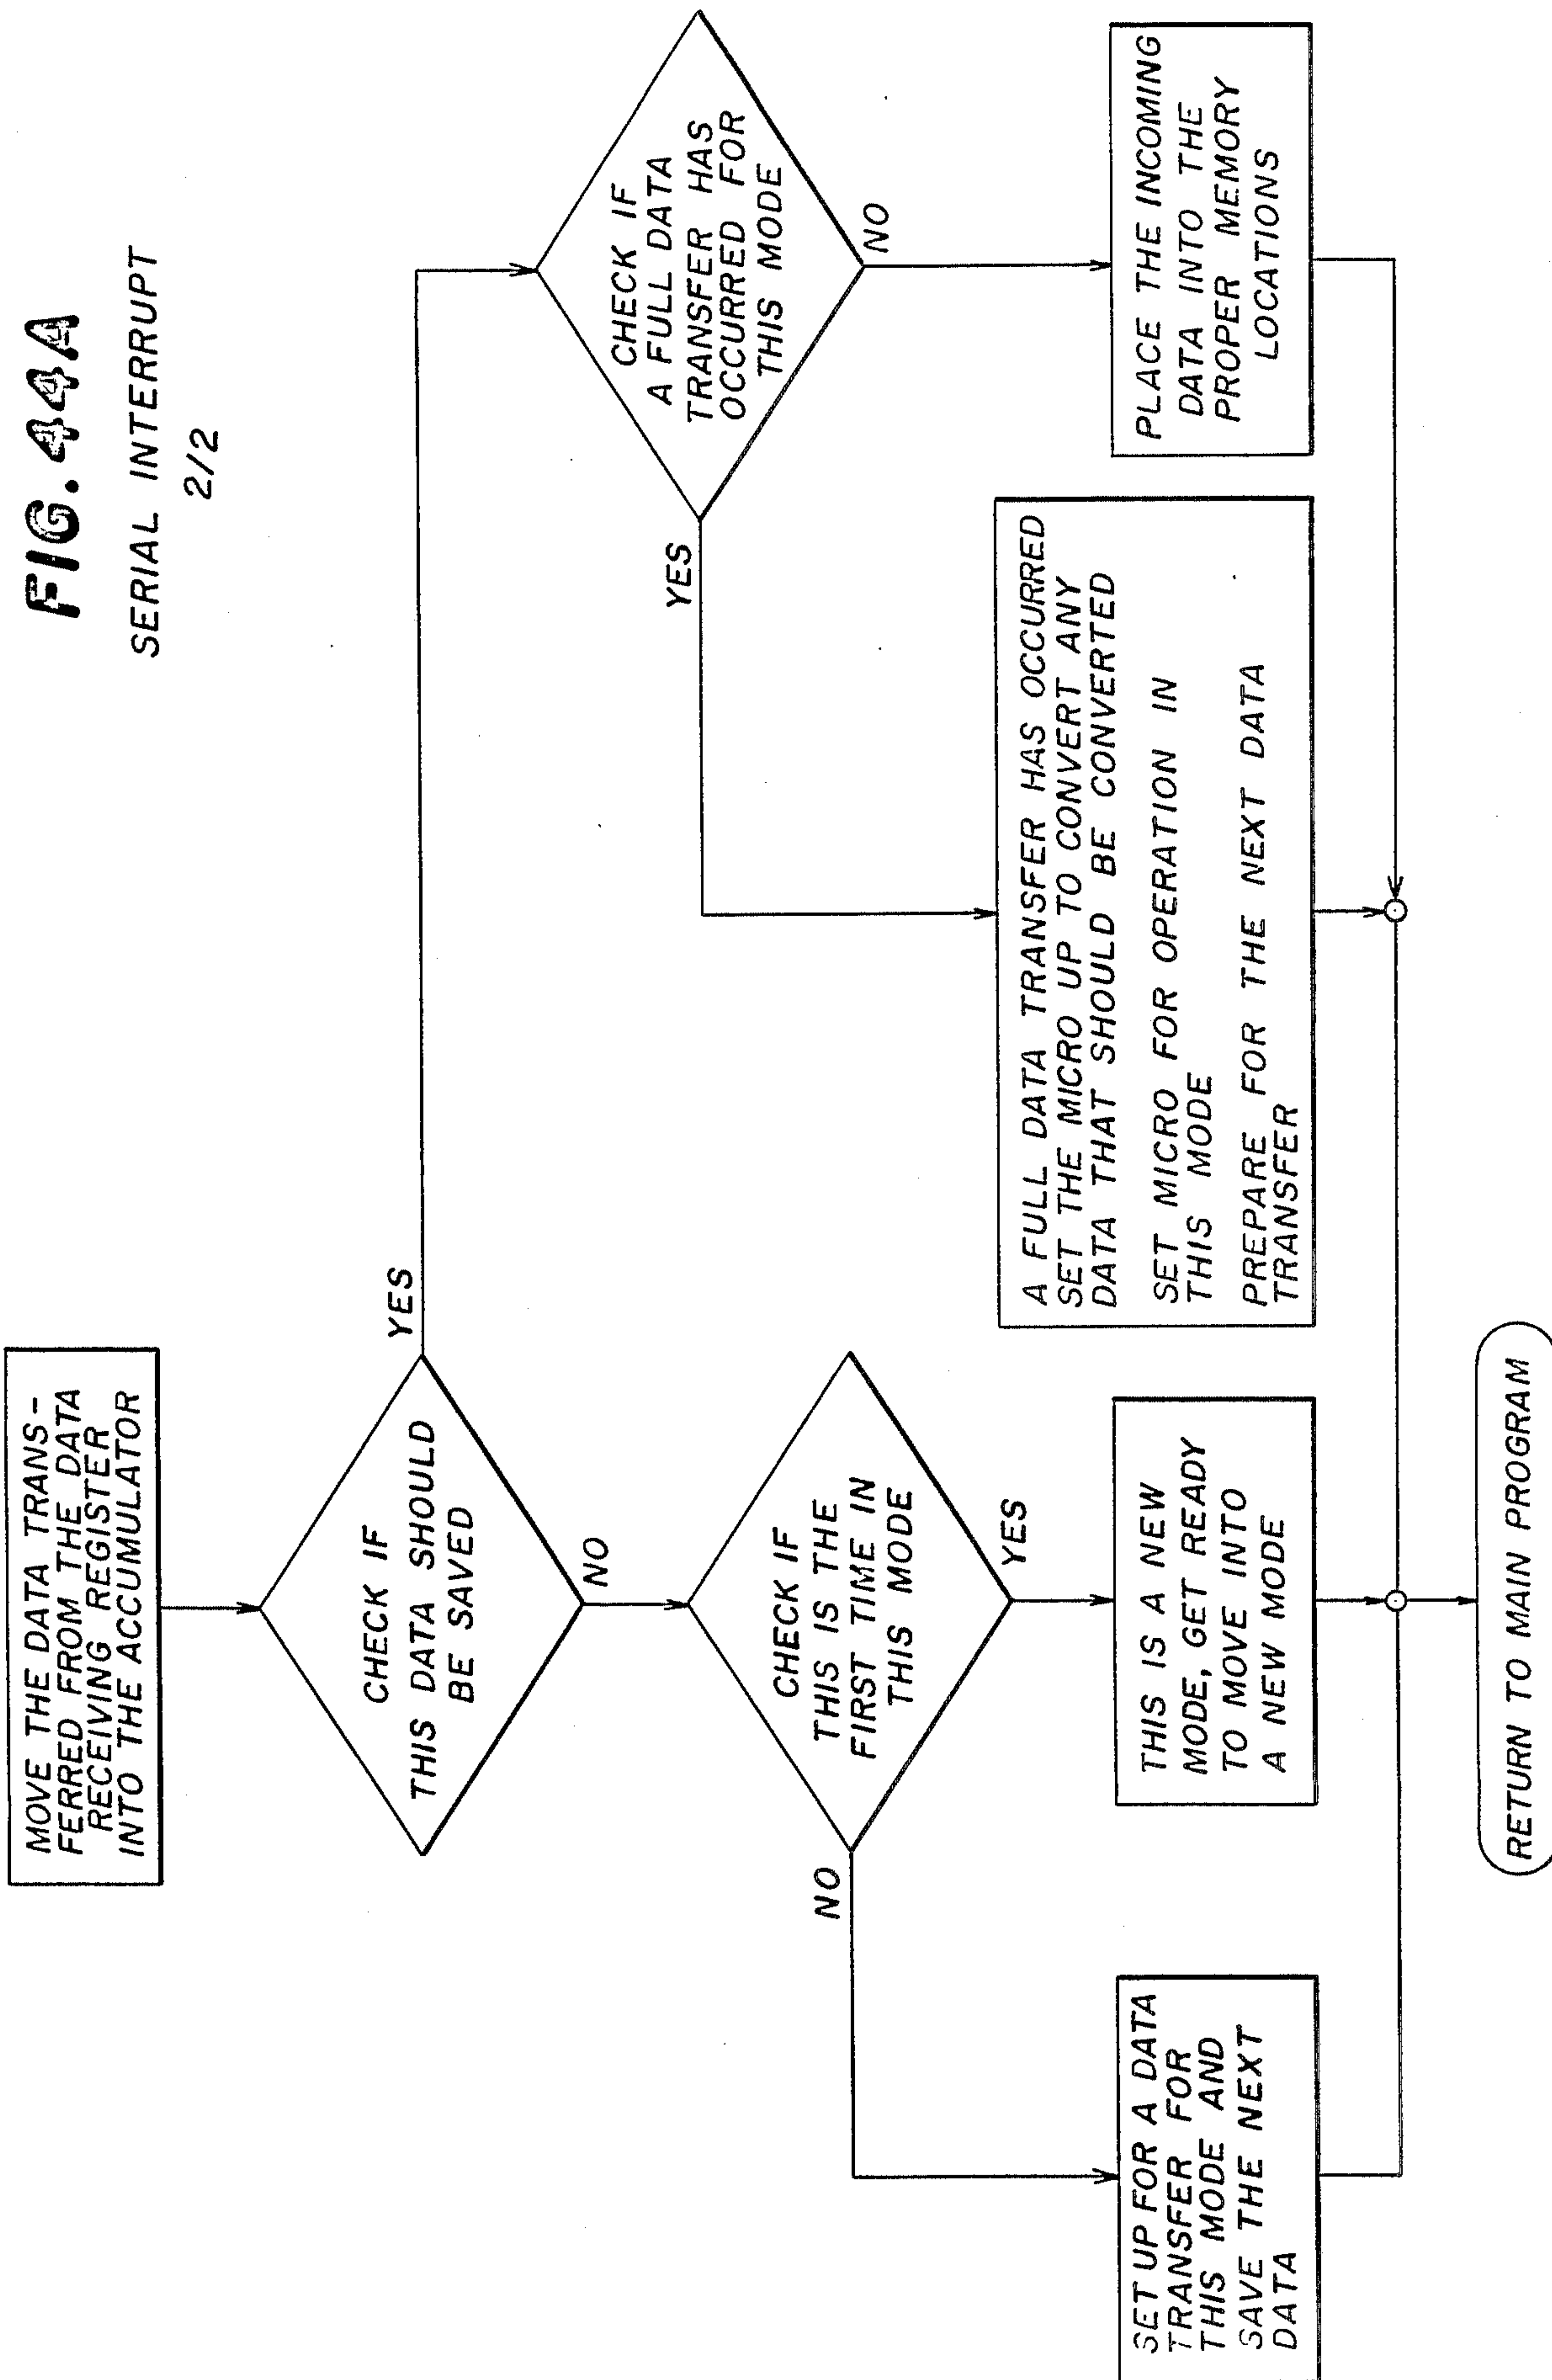 FIG. 44A
SERIAL INTERRUPT
2/2
MOVE THE DATA TRANS-
FERRED FROM THE DATA
RECEIVING REGISTER
INTO THE ACCUMULATOR
CHECK IF
THIS DATA SHOULD
BE SAVED
YES
NO
CHECK IF
THIS IS THE
FIRST TIME IN
THIS MODE
NO
YES
SET UP FOR A DATA
TRANSFER FOR
THIS MODE AND
SAVE THE NEXT
DATA
THIS IS A NEW
MODE, GET READY
TO MOVE INTO
A NEW MODE
CHECK IF
A FULL DATA
TRANSFER HAS
OCCURRED FOR
THIS MODE
YES
NO
A FULL DATA TRANSFER HAS OCCURRED
SET THE MICRO UP TO CONVERT ANY
DATA THAT SHOULD BE CONVERTED
SET MICRO FOR OPERATION IN
THIS MODE
PREPARE FOR THE NEXT DATA
TRANSFER
PLACE THE INCOMING
DATA INTO THE
PROPER MEMORY
LOCATIONS
RETURN TO MAIN PROGRAM